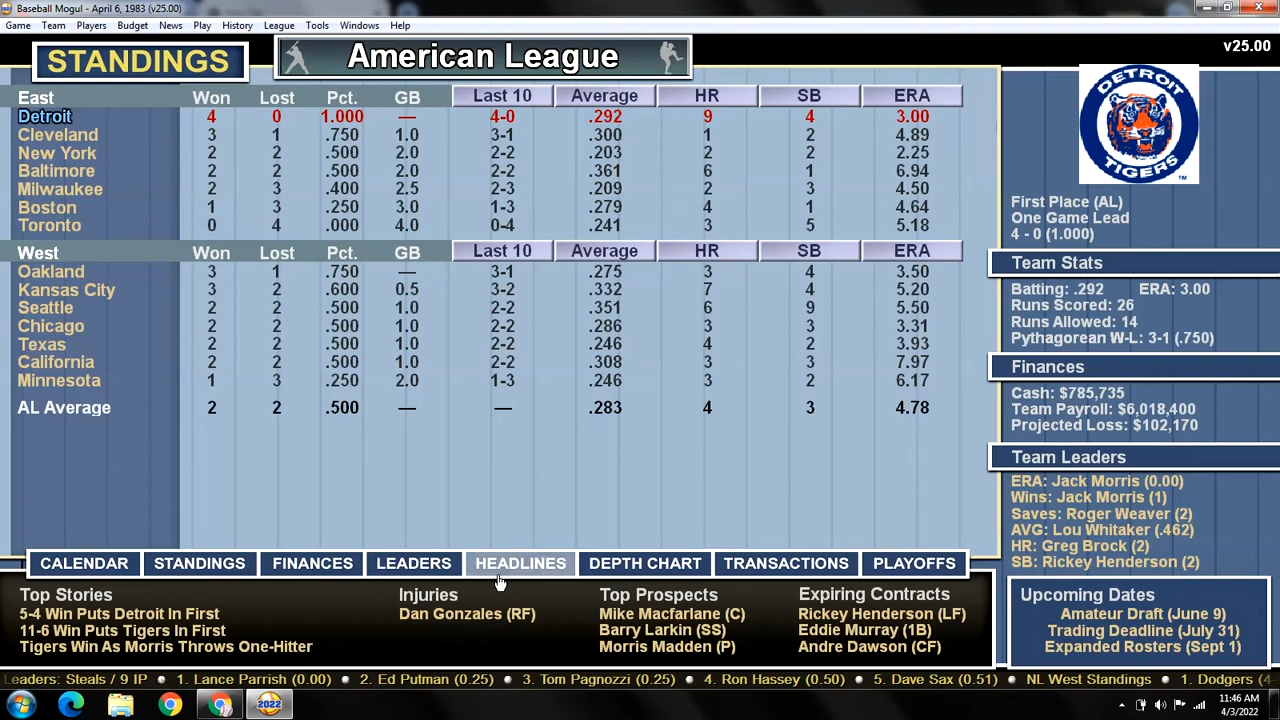 Baseball Mogul - April 6, 1983 (v25.00)
Game Team Players Budget News Play History League Tools Windows Help
STANDINGS American League v25.00
East Won Lost Pct. GB Last 10 Average HR SB ERA
Detroit 4 0 1.000 — 4-0 .292 9 4 3.00
Cleveland 3 1 .750 1.0 3-1 .300 1 2 4.89
New York 2 2 .500 2.0 2-2 .203 2 2 2.25
Baltimore 2 2 .500 2.0 2-2 .361 6 1 6.94
Milwaukee 2 3 .400 2.5 2-3 .209 2 3 4.50
Boston 1 3 .250 3.0 1-3 .279 4 1 4.64
Toronto 0 4 .000 4.0 0-4 .241 3 5 5.18
West Won Lost Pct. GB Last 10 Average HR SB ERA
Oakland 3 1 .750 — 3-1 .275 3 4 3.50
Kansas City 3 2 .600 0.5 3-2 .332 7 4 5.20
Seattle 2 2 .500 1.0 2-2 .351 6 9 5.50
Chicago 2 2 .500 1.0 2-2 .286 3 3 3.31
Texas 2 2 .500 1.0 2-2 .246 4 2 3.93
California 2 2 .500 1.0 2-2 .308 3 3 7.97
Minnesota 1 3 .250 2.0 1-3 .246 3 2 6.17
AL Average 2 2 .500 — — .283 4 3 4.78
DETROIT
TIGERS
TM
First Place (AL)
One Game Lead
4 - 0 (1.000)
Team Stats
Batting: .292 ERA: 3.00
Runs Scored: 26
Runs Allowed: 14
Pythagorean W-L: 3-1 (.750)
Finances
Cash: $785,735
Team Payroll: $6,018,400
Projected Loss: $102,170
Team Leaders
ERA: Jack Morris (0.00)
Wins: Jack Morris (1)
Saves: Roger Weaver (2)
AVG: Lou Whitaker (.462)
HR: Greg Brock (2)
SB: Rickey Henderson (2)
CALENDAR STANDINGS FINANCES LEADERS HEADLINES DEPTH CHART TRANSACTIONS PLAYOFFS
Top Stories
5-4 Win Puts Detroit In First
11-6 Win Puts Tigers In First
Tigers Win As Morris Throws One-Hitter
Injuries
Dan Gonzales (RF)
Top Prospects
Mike Macfarlane (C)
Barry Larkin (SS)
Morris Madden (P)
Expiring Contracts
Rickey Henderson (LF)
Eddie Murray (1B)
Andre Dawson (CF)
Upcoming Dates
Amateur Draft (June 9)
Trading Deadline (July 31)
Expanded Rosters (Sept 1)
Leaders: Steals / 9 IP • 1. Lance Parrish (0.00) • 2. Ed Putman (0.25) • 3. Tom Pagnozzi (0.25) • 4. Ron Hassey (0.50) • 5. Dave Sax (0.51) • NL West Standings • 1. Dodgers (4
2022
11:46 AM
4/3/2022